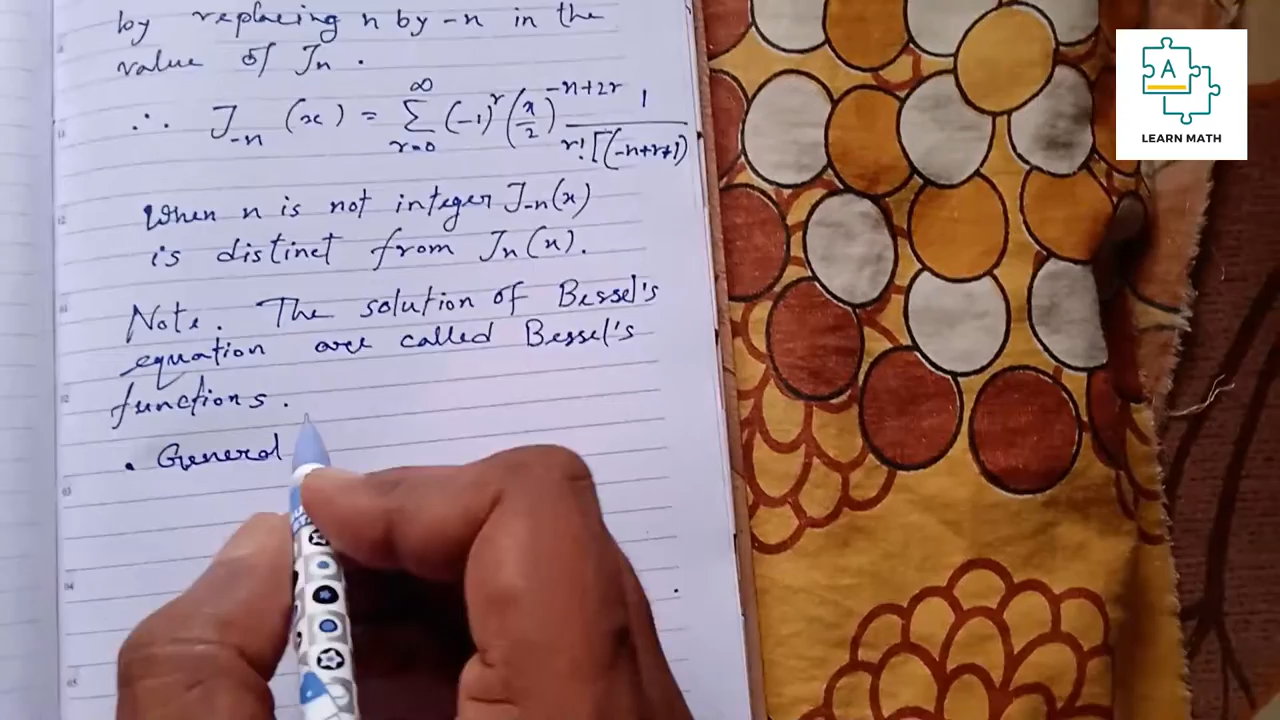 by replacing n by -n in the
value of Jn.
∴ J-n (x) = ∑ r=0 ∞ (-1)^r (x/2)^-n+2r 1/r! Γ(-n+r+1)
When n is not integer J-n(x)
is distinct from Jn(x).
Note. The solution of Bessel's
equation are called Bessel's
functions.
• General
A
LEARN MATH